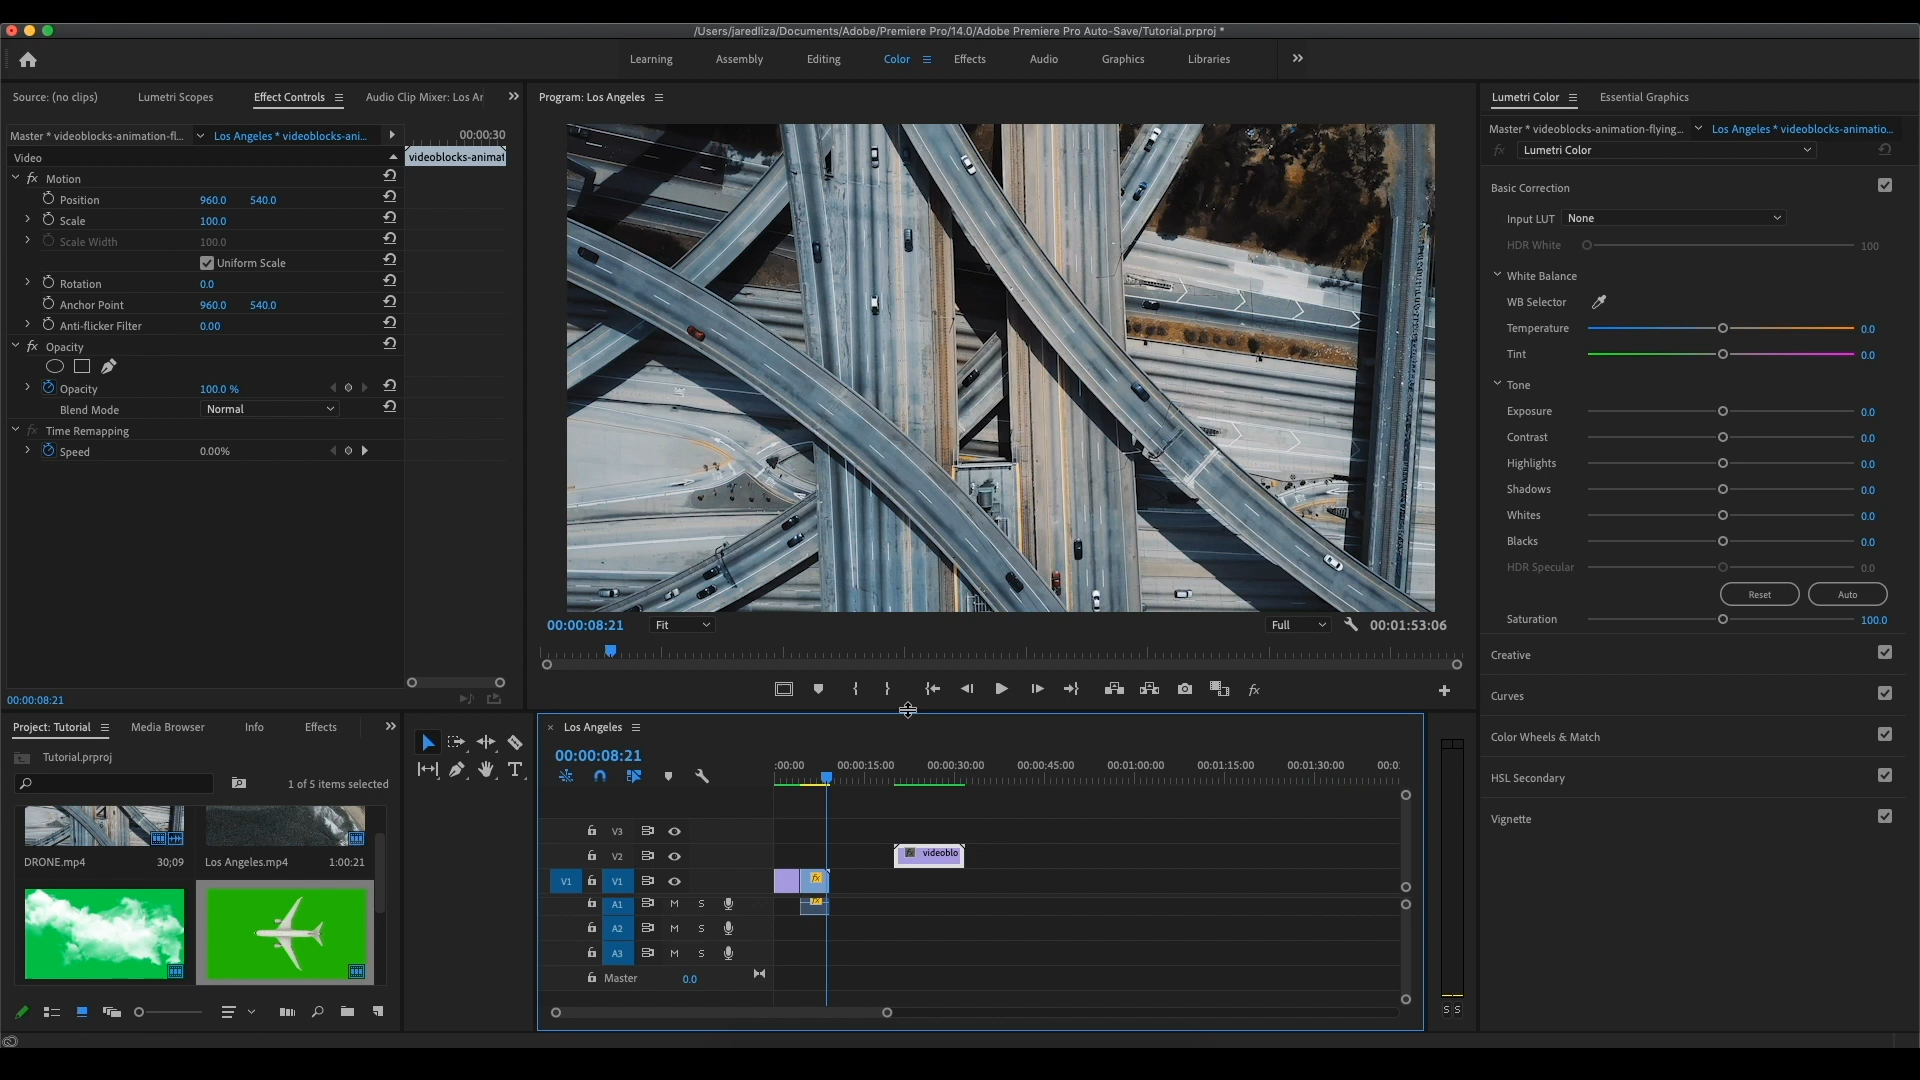 /Users/jaredliza/Documents/Adobe/Premiere Pro/14.0/Adobe Premiere Pro Auto-Save/Tutorial.prproj *
Learning Assembly Editing Color Effects Audio Graphics Libraries
Source: (no clips) Lumetri Scopes Effect Controls Audio Clip Mixer: Los Ar
Master * videoblocks-animation-fl... Los Angeles * videoblocks-ani... 00:00:30
Video videoblocks-animat
fx Motion
Position 960.0 540.0
Scale 100.0
Scale Width 100.0
Uniform Scale
Rotation 0.0
Anchor Point 960.0 540.0
Anti-flicker Filter 0.00
fx Opacity
Opacity 100.0 %
Blend Mode Normal
fx Time Remapping
Speed 0.00%
00:00:08:21
Program: Los Angeles
00:00:08:21 Fit Full 00:01:53:06
fx
Lumetri Color Essential Graphics
Master * videoblocks-animation-flying... Los Angeles * videoblocks-animatio...
fx Lumetri Color
Basic Correction
Input LUT None
HDR White 100
White Balance
WB Selector
Temperature 0.0
Tint 0.0
Tone
Exposure 0.0
Contrast 0.0
Highlights 0.0
Shadows 0.0
Whites 0.0
Blacks 0.0
HDR Specular 0.0
Reset Auto
Saturation 100.0
Creative
Curves
Color Wheels & Match
HSL Secondary
Vignette
Project: Tutorial Media Browser Info Effects
Tutorial.prproj
1 of 5 items selected
DRONE.mp4 30;09 Los Angeles.mp4 1:00:21
T
Los Angeles
00:00:08:21
:00:00 00:00:15:00 00:00:30:00 00:00:45:00 00:01:00:00 00:01:15:00 00:01:30:00 00:0
V3
V2 fx videoblo
V1 V1 fx
A1 M S fx
A2 M S
A3 M S
Master 0.0
S S